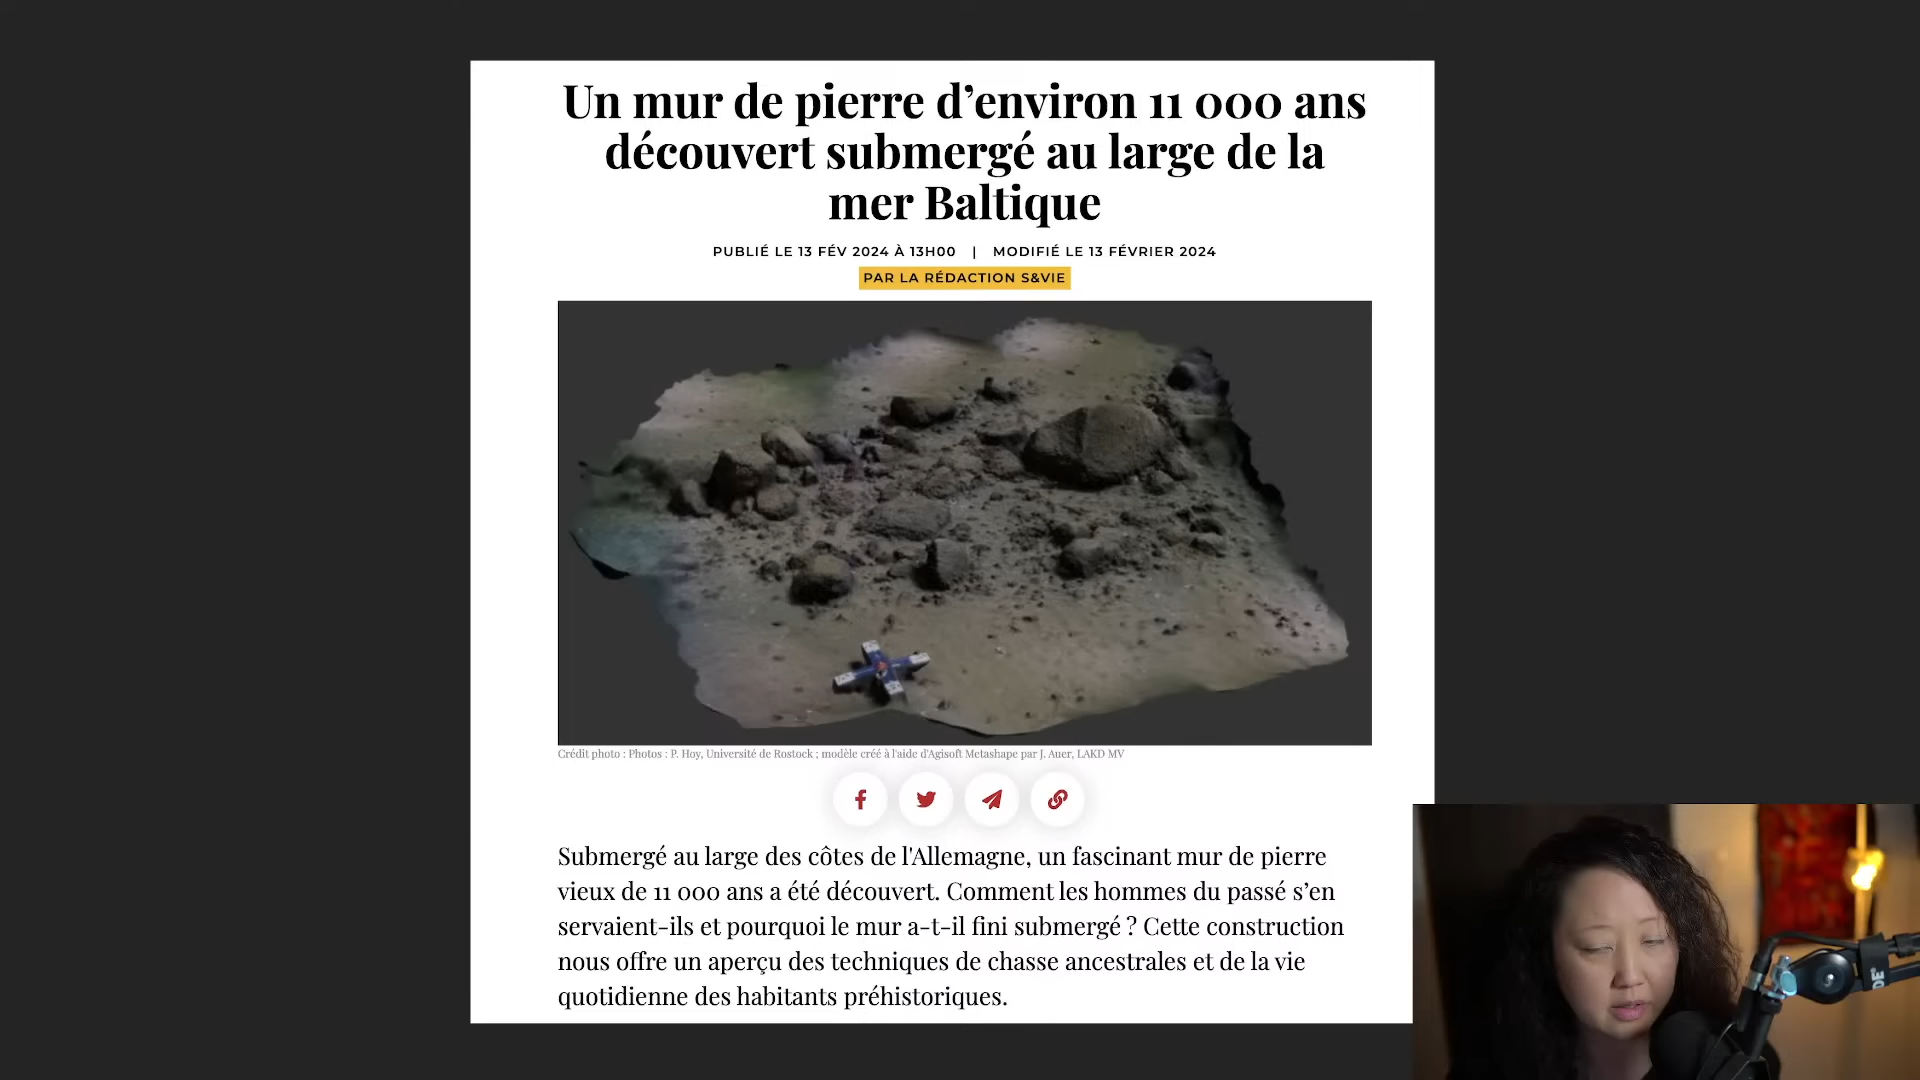 Un mur de pierre d’environ 11 000 ans
découvert submergé au large de la
mer Baltique
PUBLIÉ LE 13 FÉV 2024 À 13H00 | MODIFIÉ LE 13 FÉVRIER 2024
PAR LA RÉDACTION S&VIE
Crédit photo : Photos : P. Hoy, Université de Rostock ; modèle créé à l'aide d'Agisoft Metashape par J. Auer, LAKD MV
Submergé au large des côtes de l'Allemagne, un fascinant mur de pierre
vieux de 11 000 ans a été découvert. Comment les hommes du passé s’en
servaient-ils et pourquoi le mur a-t-il fini submergé ? Cette construction
nous offre un aperçu des techniques de chasse ancestrales et de la vie
quotidienne des habitants préhistoriques.